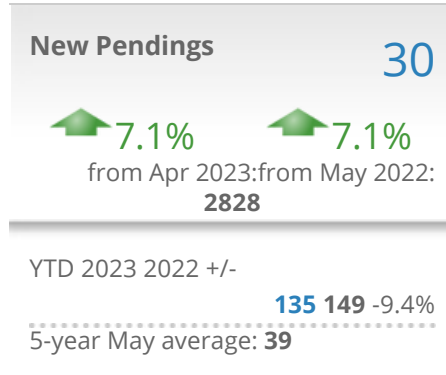 New Pendings
30
7.1% 7.1%
from Apr 2023:from May 2022:
2828
YTD 2023 2022 +/-
135 149 -9.4%
5-year May average: 39